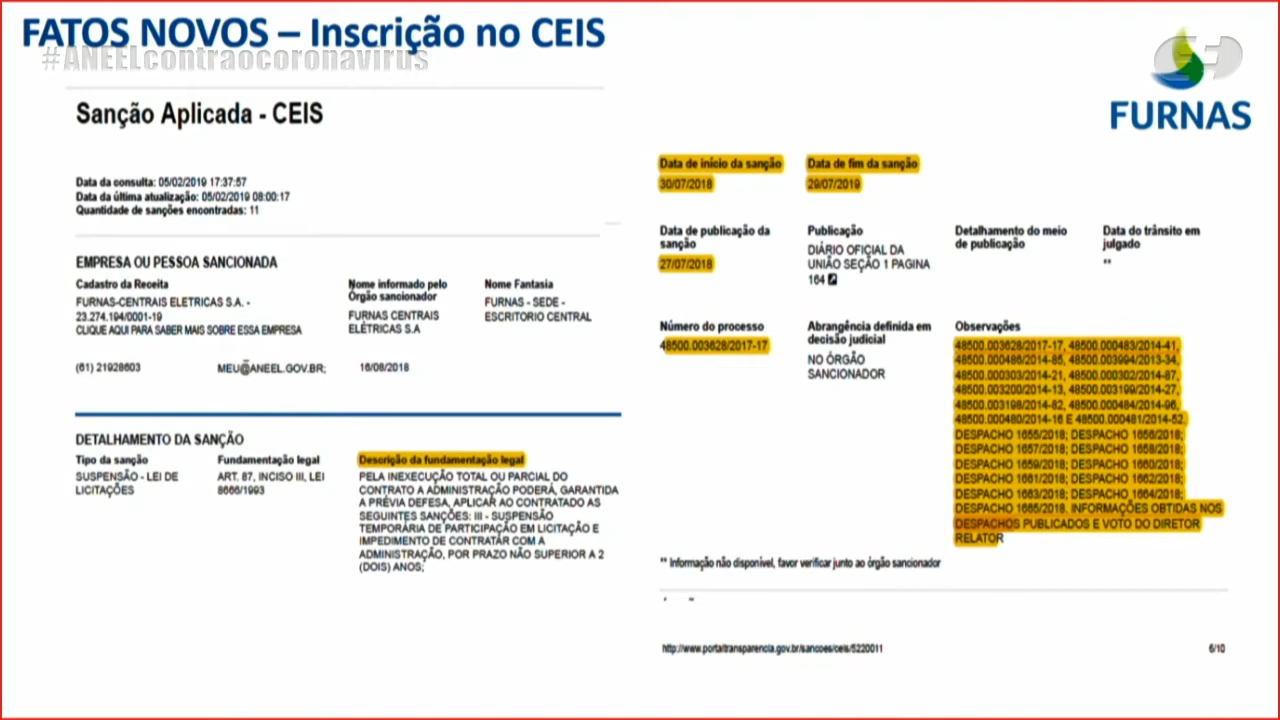 FATOS NOVOS – Inscrição no CEIS
#ANEELcontraocoronavirus
FURNAS
Sanção Aplicada - CEIS
Data da consulta: 05/02/2019 17:37:57
Data da última atualização: 05/02/2019 08:00:17
Quantidade de sanções encontradas: 11
EMPRESA OU PESSOA SANCIONADA
Cadastro da Receita
FURNAS-CENTRAIS ELETRICAS S.A. -
23.274.194/0001-19
CLIQUE AQUI PARA SABER MAIS SOBRE ESSA EMPRESA
Nome informado pelo
Órgão sancionador
FURNAS CENTRAIS
ELÉTRICAS S.A
Nome Fantasia
FURNAS - SEDE -
ESCRITORIO CENTRAL
(61) 21928603
MEU@ANEEL.GOV.BR;
16/08/2018
DETALHAMENTO DA SANÇÃO
Tipo da sanção
SUSPENSÃO - LEI DE
LICITAÇÕES
Fundamentação legal
ART. 87, INCISO III, LEI
8666/1993
Descrição da fundamentação legal
PELA INEXECUÇÃO TOTAL OU PARCIAL DO
CONTRATO A ADMINISTRAÇÃO PODERÁ, GARANTIDA
A PRÉVIA DEFESA, APLICAR AO CONTRATADO AS
SEGUINTES SANÇÕES: III - SUSPENSÃO
TEMPORÁRIA DE PARTICIPAÇÃO EM LICITAÇÃO E
IMPEDIMENTO DE CONTRATAR COM A
ADMINISTRAÇÃO, POR PRAZO NÃO SUPERIOR A 2
(DOIS) ANOS;
Data de início da sanção
30/07/2018
Data de fim da sanção
29/07/2019
Data de publicação da
sanção
27/07/2018
Publicação
DIÁRIO OFICIAL DA
UNIÃO SEÇÃO 1 PAGINA
164
Detalhamento do meio
de publicação
Data do trânsito em
julgado
**
Número do processo
48500.003628/2017-17
Abrangência definida em
decisão judicial
NO ÓRGÃO
SANCIONADOR
Observações
48500.003628/2017-17, 48500.000483/2014-41,
48500.000486/2014-85, 48500.003994/2013-34,
48500.000303/2014-21, 48500.000302/2014-87,
48500.003200/2014-13, 48500.003199/2014-27,
48500.003198/2014-82, 48500.000484/2014-96,
48500.000480/2014-16 E 48500.000481/2014-52,
DESPACHO 1655/2018; DESPACHO 1656/2018;
DESPACHO 1657/2018; DESPACHO 1658/2018;
DESPACHO 1659/2018; DESPACHO 1660/2018;
DESPACHO 1661/2018; DESPACHO 1662/2018;
DESPACHO 1663/2018; DESPACHO 1664/2018;
DESPACHO 1665/2018. INFORMAÇÕES OBTIDAS NOS
DESPACHOS PUBLICADOS E VOTO DO DIRETOR
RELATOR
** Informação não disponível, favor verificar junto ao órgão sancionador
http://www.portaltransparencia.gov.br/sancoes/ceis/5220011
6/10